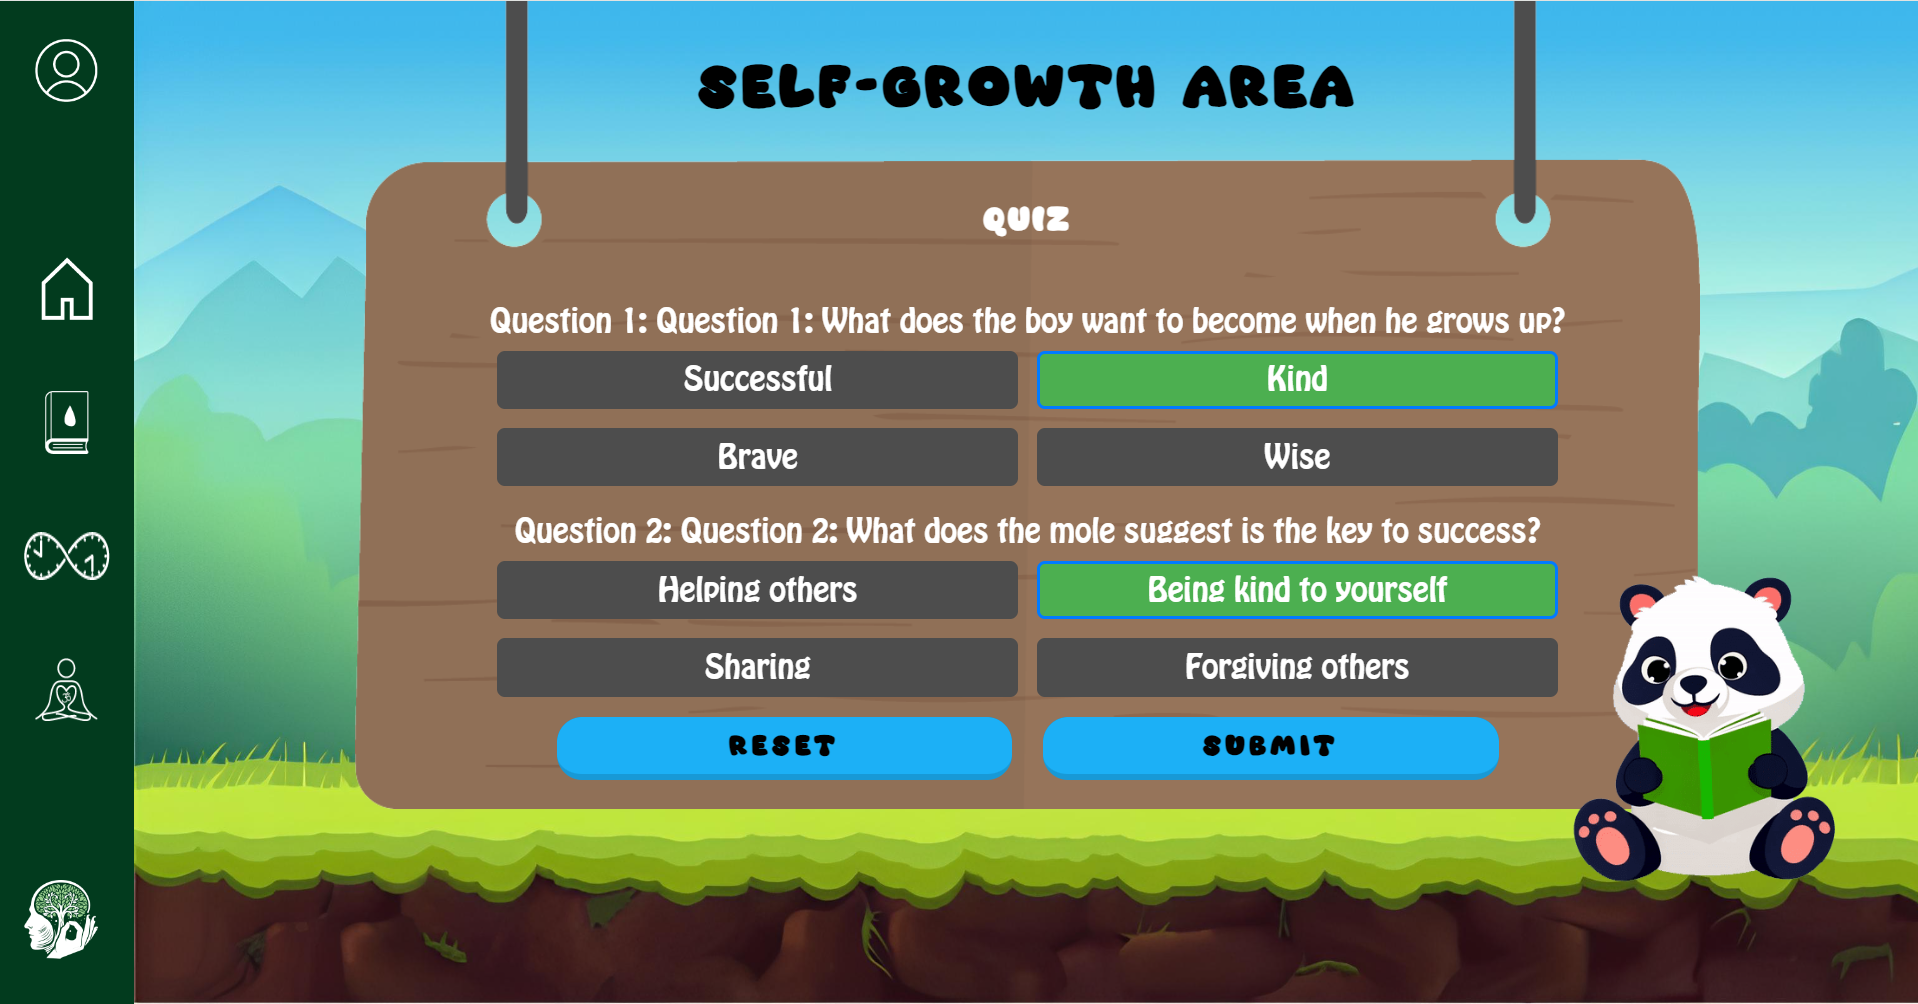 SELF-GROWTH AREA
QUIZ
Question 1: Question 1: What does the boy want to become when he grows up?
Successful
Kind
Brave
Wise
Question 2: Question 2: What does the mole suggest is the key to success?
Helping others
Being kind to yourself
Sharing
Forgiving others
RESET
SUBMIT